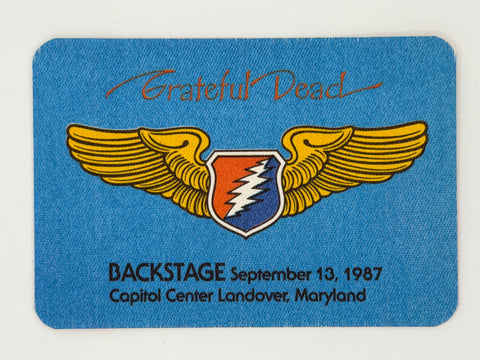 Grateful Dead
BACKSTAGE September 13, 1987
Capitol Center Landover, Maryland